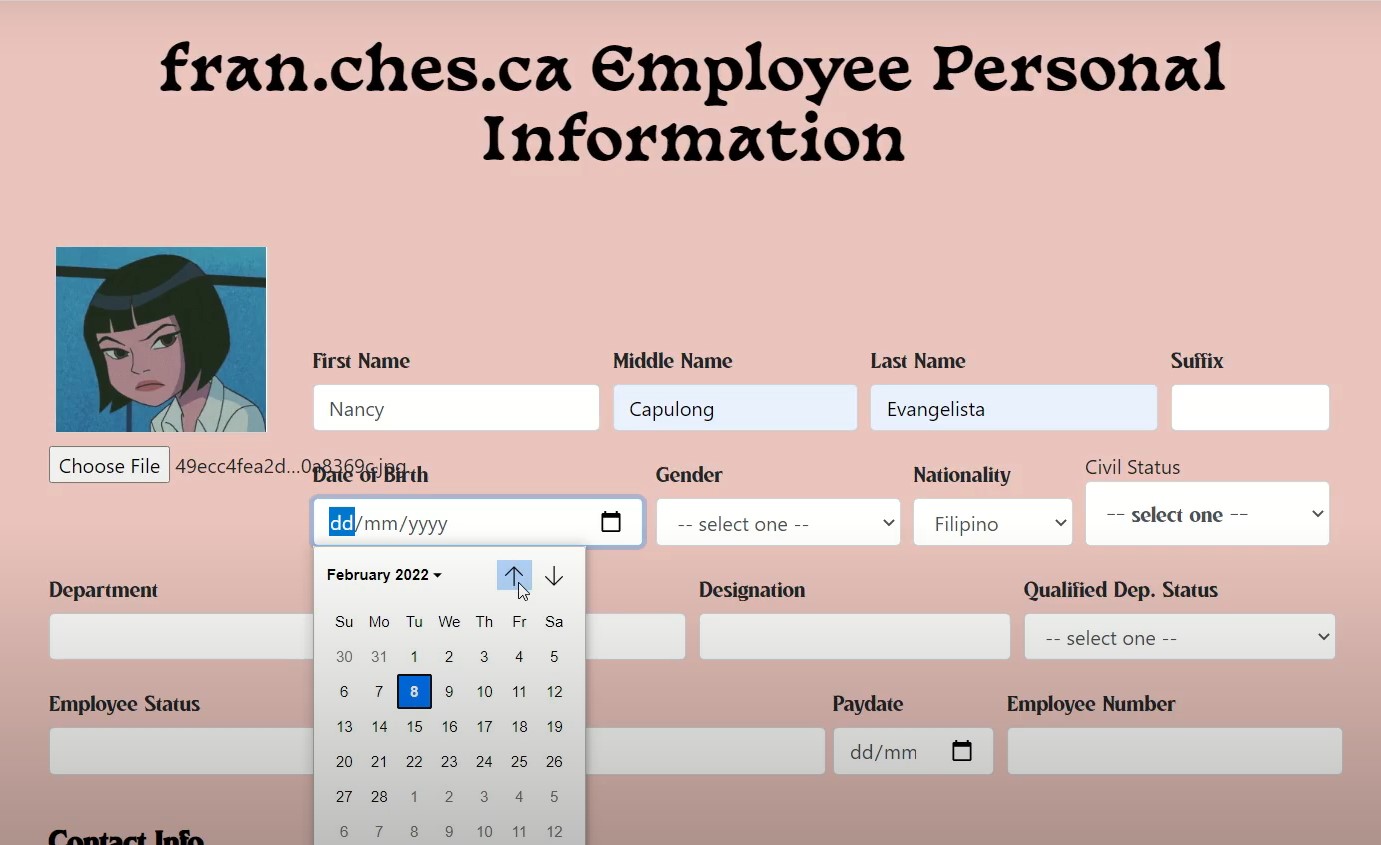 fran.ches.ca Employee Personal
Information
First Name Middle Name Last Name Suffix
Nancy Capulong Evangelista
Choose File 49ecc4fea2d...0a8369c.jpg
Date of Birth Gender Nationality Civil Status
dd/mm/yyyy -- select one -- Filipino -- select one --
February 2022
Su Mo Tu We Th Fr Sa
30 31 1 2 3 4 5
6 7 8 9 10 11 12
13 14 15 16 17 18 19
20 21 22 23 24 25 26
27 28 1 2 3 4 5
6 7 8 9 10 11 12
Department Designation Qualified Dep. Status
-- select one --
Employee Status Paydate Employee Number
dd/mm
Contact Info